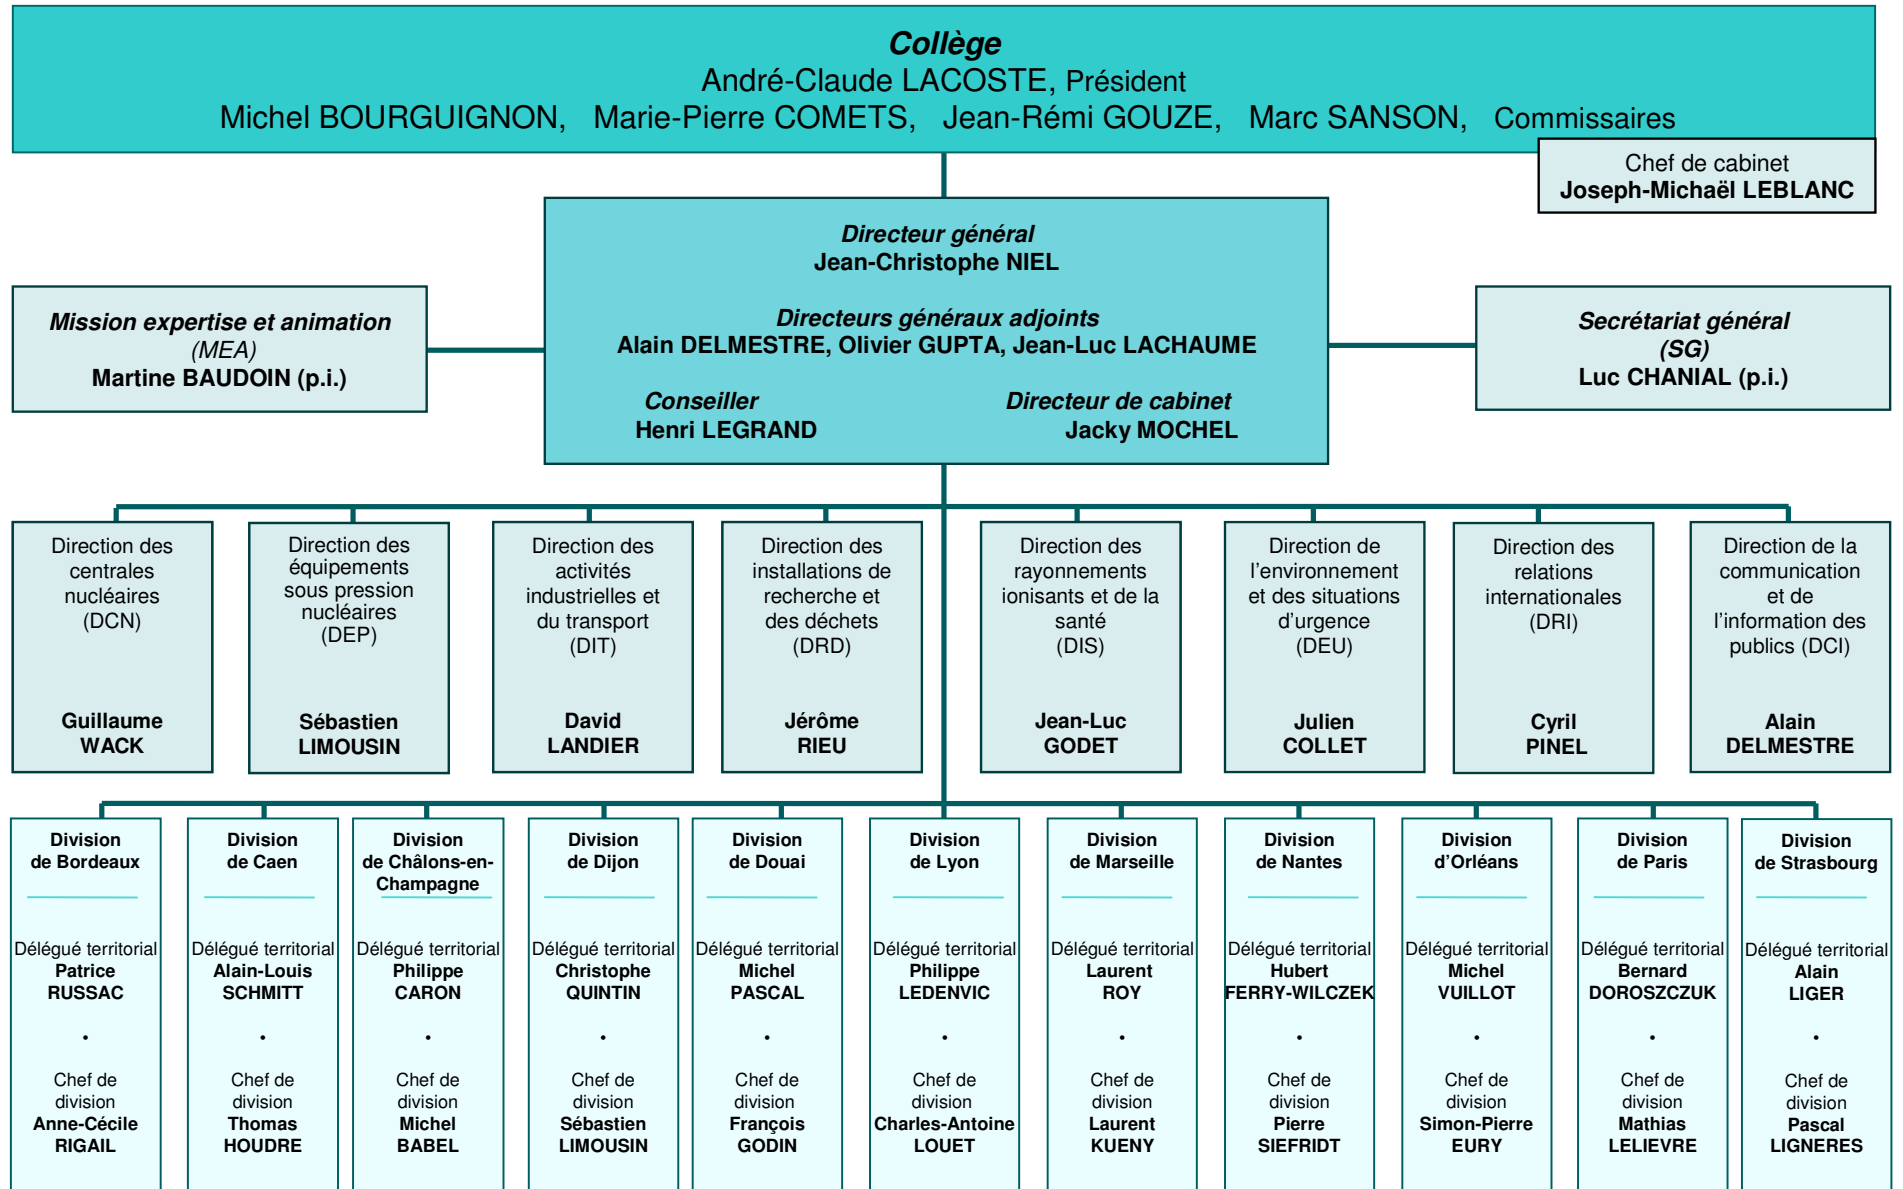 Collège
André-Claude LACOSTE, Président
Michel BOURGUIGNON, Marie-Pierre COMETS, Jean-Rémi GOUZE, Marc SANSON, Commissaires
Chef de cabinet
Joseph-Michaël LEBLANC
Directeur général
Jean-Christophe NIEL
Directeurs généraux adjoints
Alain DELMESTRE, Olivier GUPTA, Jean-Luc LACHAUME
Conseiller
Henri LEGRAND
Directeur de cabinet
Jacky MOCHEL
Mission expertise et animation
(MEA)
Martine BAUDOIN (p.i.)
Secrétariat général
(SG)
Luc CHANIAL (p.i.)
Direction des
centrales
nucléaires
(DCN)
Guillaume
WACK
Direction des
équipements
sous pression
nucléaires
(DEP)
Sébastien
LIMOUSIN
Direction des
activités
industrielles et
du transport
(DIT)
David
LANDIER
Direction des
installations de
recherche et
des déchets
(DRD)
Jérôme
RIEU
Direction des
rayonnements
ionisants et de la
santé
(DIS)
Jean-Luc
GODET
Direction de
l'environnement
et des situations
d'urgence
(DEU)
Julien
COLLET
Direction des
relations
internationales
(DRI)
Cyril
PINEL
Direction de la
communication
et de
l'information des
publics (DCI)
Alain
DELMESTRE
Division
de Bordeaux
Délégué territorial
Patrice
RUSSAC
•
Chef de
division
Anne-Cécile
RIGAIL
Division
de Caen
Délégué territorial
Alain-Louis
SCHMITT
•
Chef de
division
Thomas
HOUDRE
Division
de Châlons-en-
Champagne
Délégué territorial
Philippe
CARON
•
Chef de
division
Michel
BABEL
Division
de Dijon
Délégué territorial
Christophe
QUINTIN
•
Chef de
division
Sébastien
LIMOUSIN
Division
de Douai
Délégué territorial
Michel
PASCAL
•
Chef de
division
François
GODIN
Division
de Lyon
Délégué territorial
Philippe
LEDENVIC
•
Chef de
division
Charles-Antoine
LOUET
Division
de Marseille
Délégué territorial
Laurent
ROY
•
Chef de
division
Laurent
KUENY
Division
de Nantes
Délégué territorial
Hubert
FERRY-WILCZEK
•
Chef de
division
Pierre
SIEFRIDT
Division
d'Orléans
Délégué territorial
Michel
VUILLOT
•
Chef de
division
Simon-Pierre
EURY
Division
de Paris
Délégué territorial
Bernard
DOROSZCZUK
•
Chef de
division
Mathias
LELIEVRE
Division
de Strasbourg
Délégué territorial
Alain
LIGER
•
Chef de
division
Pascal
LIGNERES